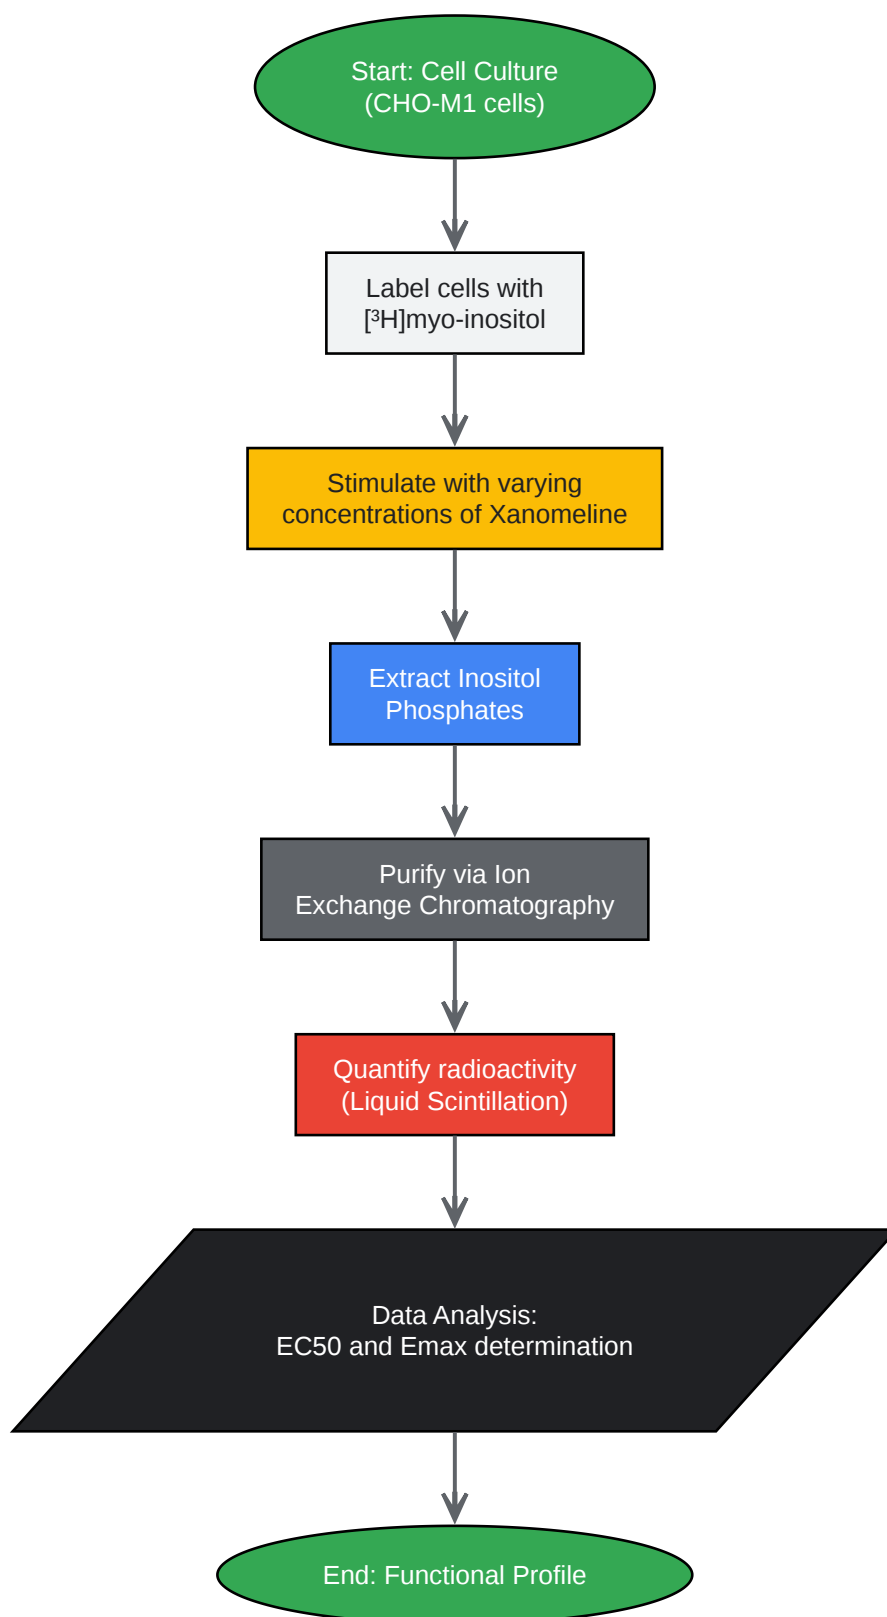 Start: Cell Culture
(CHO-M1 cells)
Label cells with
[³H]myo-inositol
Stimulate with varying
concentrations of Xanomeline
Extract Inositol
Phosphates
Purify via Ion
Exchange Chromatography
Quantify radioactivity
(Liquid Scintillation)
Data Analysis:
EC50 and Emax determination
End: Functional Profile